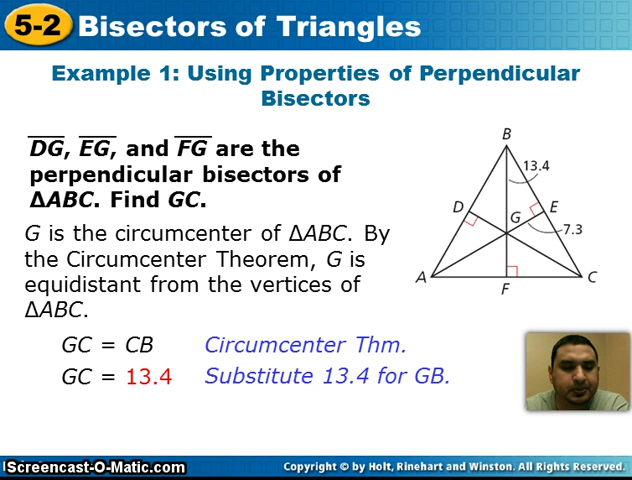 5-2 Bisectors of Triangles
Example 1: Using Properties of Perpendicular
Bisectors
DG, EG, and FG are the
perpendicular bisectors of
∆ABC. Find GC.
G is the circumcenter of ∆ABC. By
the Circumcenter Theorem, G is
equidistant from the vertices of
∆ABC.
GC = CB Circumcenter Thm.
GC = 13.4 Substitute 13.4 for GB.
B
13.4
D
E
G
7.3
A
F
C
Screencast-O-Matic.com
Copyright © by Holt, Rinehart and Winston. All Rights Reserved.